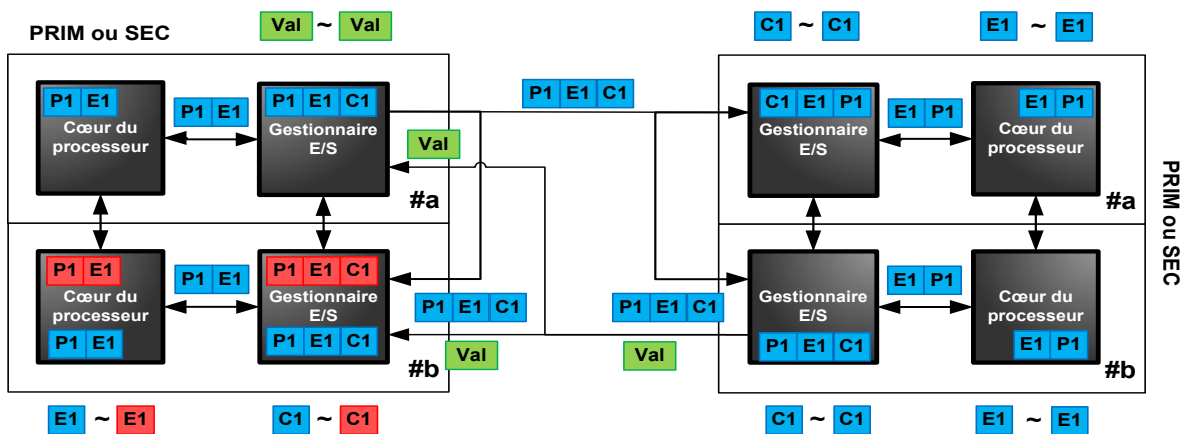 Val ~ Val
C1 ~ C1
E1 ~ E1
PRIM ou SEC
P1 E1
Cœur du
processeur
P1 E1
P1 E1 C1
Gestionnaire
E/S
#a
P1 E1 C1
Val
C1 E1 P1
Gestionnaire
E/S
E1 P1
E1 P1
Cœur du
processeur
#a
PRIM ou SEC
P1 E1
Cœur du
processeur
P1 E1
P1 E1
P1 E1 C1
Gestionnaire
E/S
P1 E1 C1
#b
P1 E1 C1
Val
P1 E1 C1
Val
Gestionnaire
E/S
P1 E1 C1
E1 P1
Cœur du
processeur
E1 P1
#b
E1 ~ E1
C1 ~ C1
C1 ~ C1
E1 ~ E1